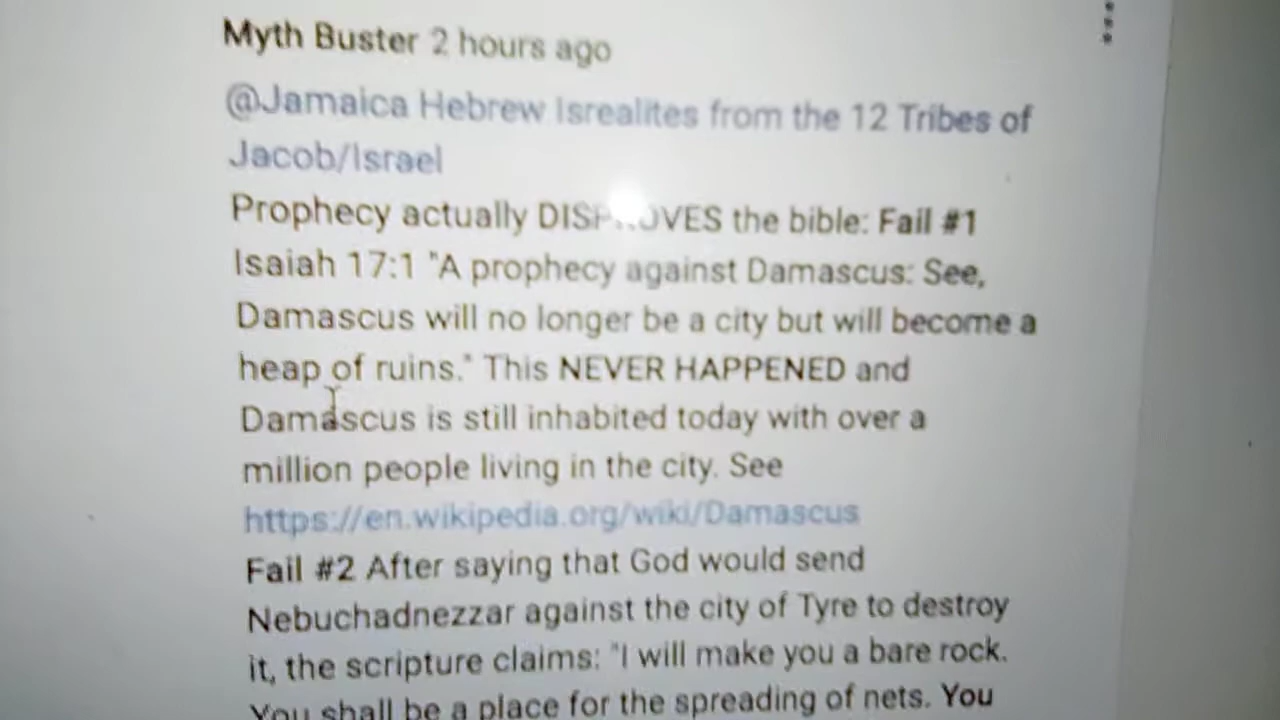 Myth Buster 2 hours ago
@Jamaica Hebrew Isrealites from the 12 Tribes of
Jacob/Israel
Prophecy actually the bible: Fail #1
Isaiah 17:1 "A prophecy against Damascus: See,
Damascus will no longer be a city but will become a
heap of ruins." This NEVER HAPPENED and
Damascus is still inhabited today with over a
million people living in the city. See
https://en.wikipedia.org/wiki/Damascus
Fail #2 After saying that God would send
Nebuchadnezzar against the city of Tyre to destroy
it, the scripture claims: "I will make you a bare rock.
You shall be a place for the spreading of nets. You